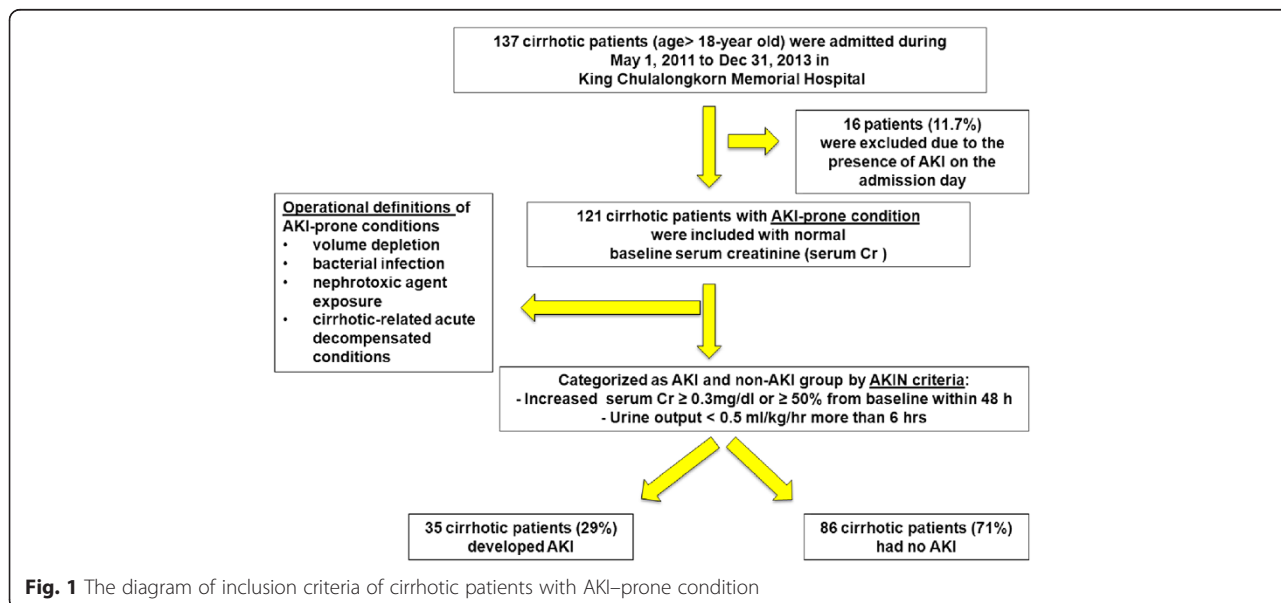 137 cirrhotic patients (age> 18-year old) were admitted during
May 1, 2011 to Dec 31, 2013 in
King Chulalongkorn Memorial Hospital
16 patients (11.7%)
were excluded due to the
presence of AKI on the
admission day
Operational definitions of
AKI-prone conditions
• volume depletion
• bacterial infection
• nephrotoxic agent
exposure
• cirrhotic-related acute
decompensated
conditions
121 cirrhotic patients with AKI-prone condition
were included with normal
baseline serum creatinine (serum Cr )
Categorized as AKI and non-AKI group by AKIN criteria:
- Increased serum Cr ≥ 0.3mg/dl or ≥ 50% from baseline within 48 h
- Urine output < 0.5 ml/kg/hr more than 6 hrs
35 cirrhotic patients (29%)
developed AKI
86 cirrhotic patients (71%)
had no AKI
Fig. 1 The diagram of inclusion criteria of cirrhotic patients with AKI–prone condition